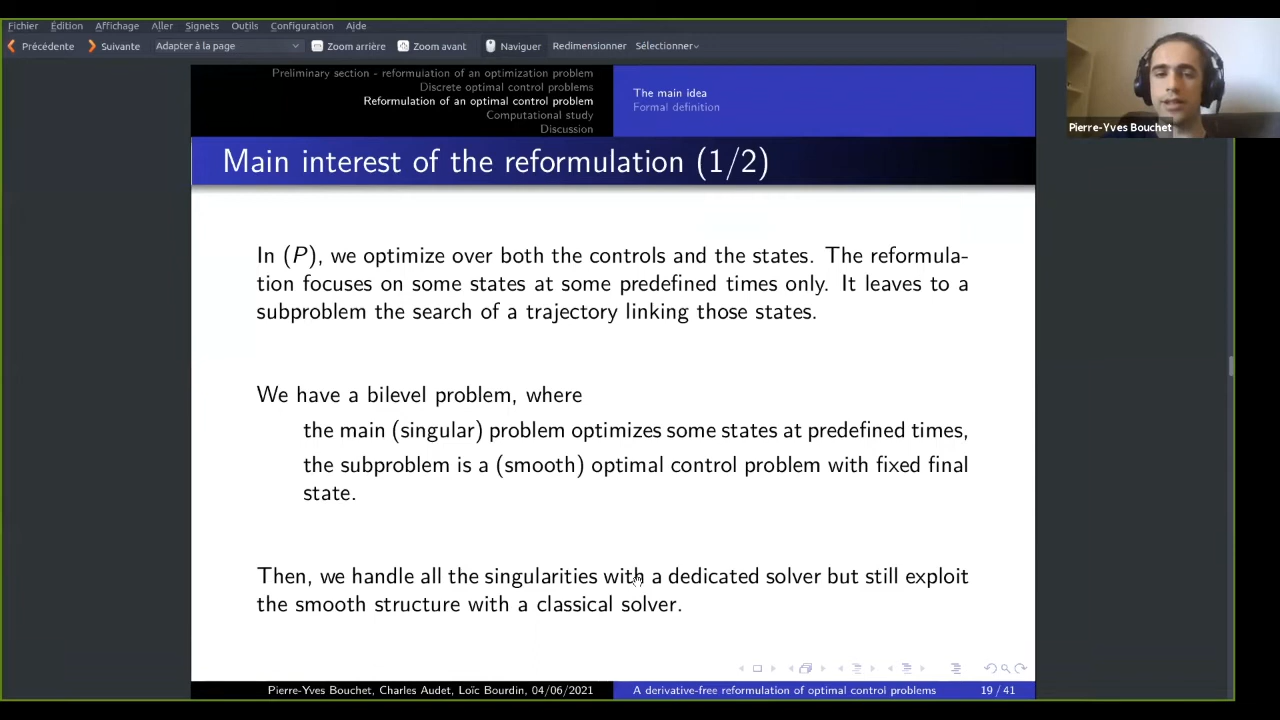 Fichier Édition Affichage Aller Signets Outils Configuration Aide
Précédente Suivante Adapter à la page Zoom arrière Zoom avant Naviguer Redimensionner Sélectionner
Pierre-Yves Bouchet
Preliminary section - reformulation of an optimization problem
Discrete optimal control problems
Reformulation of an optimal control problem
Computational study
Discussion
The main idea
Formal definition
Main interest of the reformulation (1/2)
In (P), we optimize over both the controls and the states. The reformula-
tion focuses on some states at some predefined times only. It leaves to a
subproblem the search of a trajectory linking those states.
We have a bilevel problem, where
the main (singular) problem optimizes some states at predefined times,
the subproblem is a (smooth) optimal control problem with fixed final
state.
Then, we handle all the singularities with a dedicated solver but still exploit
the smooth structure with a classical solver.
Pierre-Yves Bouchet, Charles Audet, Loïc Bourdin, 04/06/2021 A derivative-free reformulation of optimal control problems 19 / 41